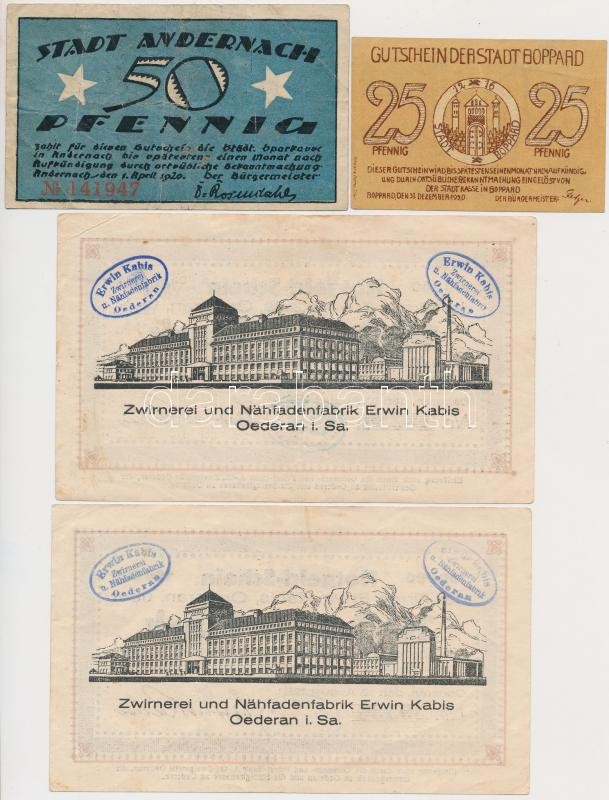 STADT ANDERNACH
50
PFENNIG
Zahlt für diesen Gutschein die Städt. Sparkasse
in Andernach bis spätestens einen Monat nach
Aufkündigung durch ortsübliche Bekanntmachung
Andernach, den 1. April 1920. Der Bürgermeister
№ 141947
GUTSCHEIN DER STADT BOPPARD
25
PFENNIG
STADT BOPPARD
25
PFENNIG
DIESER GUTSCHEIN WIRD BIS SPÄTESTENS EINEN MONAT NACH AUFKÜNDIG
UNG DURCH ORTSÜBLICHE BEKANNTMACHUNG EINGELÖST VON
DER STADTKASSE IN BOPPARD
BOPPARD, DEN 31. DEZEMBER 1920. DER BÜRGERMEISTER:
Erwin Kabis
Zwirnerei
u. Nähfadenfabrik
Oederan
Erwin Kabis
Zwirnerei
u. Nähfadenfabrik
Oederan
darabanth
Zwirnerei und Nähfadenfabrik Erwin Kabis
Oederan i. Sa.
Erwin Kabis
Zwirnerei
u. Nähfadenfabrik
Oederan
Erwin Kabis
Zwirnerei
u. Nähfadenfabrik
Oederan
Zwirnerei und Nähfadenfabrik Erwin Kabis
Oederan i. Sa.